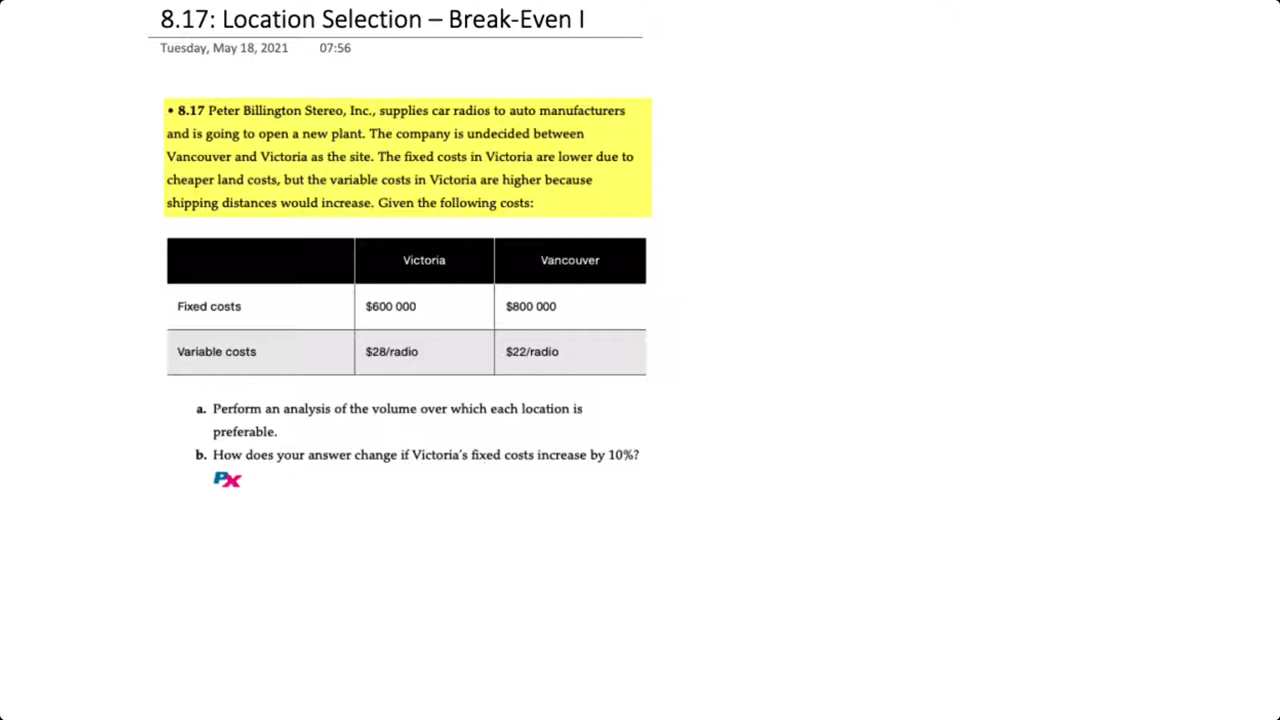 8.17: Location Selection – Break-Even I
Tuesday, May 18, 2021 07:56
• 8.17 Peter Billington Stereo, Inc., supplies car radios to auto manufacturers
and is going to open a new plant. The company is undecided between
Vancouver and Victoria as the site. The fixed costs in Victoria are lower due to
cheaper land costs, but the variable costs in Victoria are higher because
shipping distances would increase. Given the following costs:
Victoria Vancouver
Fixed costs $600 000 $800 000
Variable costs $28/radio $22/radio
a. Perform an analysis of the volume over which each location is
preferable.
b. How does your answer change if Victoria's fixed costs increase by 10%?
PX